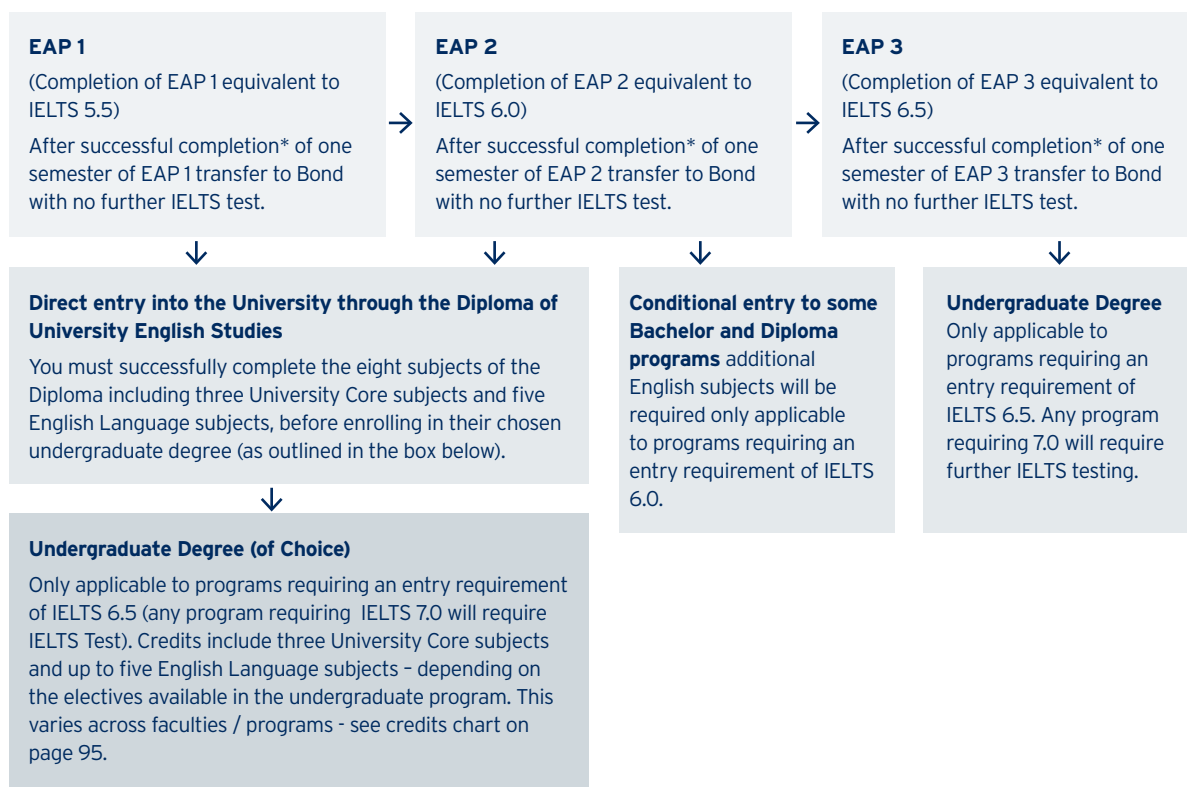 EAP 1
(Completion of EAP 1 equivalent to
IELTS 5.5)
After successful completion* of one
semester of EAP 1 transfer to Bond
with no further IELTS test.
EAP 2
(Completion of EAP 2 equivalent to
IELTS 6.0)
After successful completion* of one
semester of EAP 2 transfer to Bond
with no further IELTS test.
EAP 3
(Completion of EAP 3 equivalent to
IELTS 6.5)
After successful completion* of one
semester of EAP 3 transfer to Bond
with no further IELTS test.
Direct entry into the University through the Diploma of
University English Studies
You must successfully complete the eight subjects of the
Diploma including three University Core subjects and five
English Language subjects, before enrolling in their chosen
undergraduate degree (as outlined in the box below).
Conditional entry to some
Bachelor and Diploma
programs additional
English subjects will be
required only applicable
to programs requiring an
entry requirement of IELTS
6.0.
Undergraduate Degree
Only applicable to
programs requiring an
entry requirement of
IELTS 6.5. Any program
requiring 7.0 will require
further IELTS testing.
Undergraduate Degree (of Choice)
Only applicable to programs requiring an entry requirement
of IELTS 6.5 (any program requiring  IELTS 7.0 will require
IELTS Test). Credits include three University Core subjects
and up to five English Language subjects – depending on
the electives available in the undergraduate program. This
varies across faculties / programs - see credits chart on
page 95.